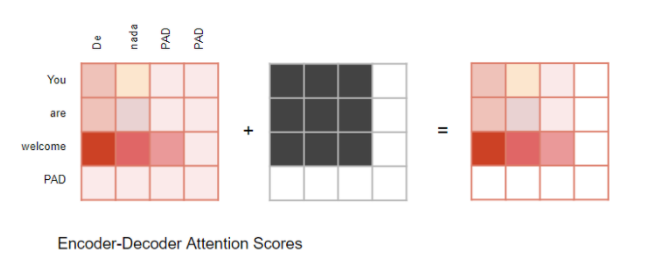 De nada PAD PAD
You
are
welcome
PAD
+ =
Encoder-Decoder Attention Scores